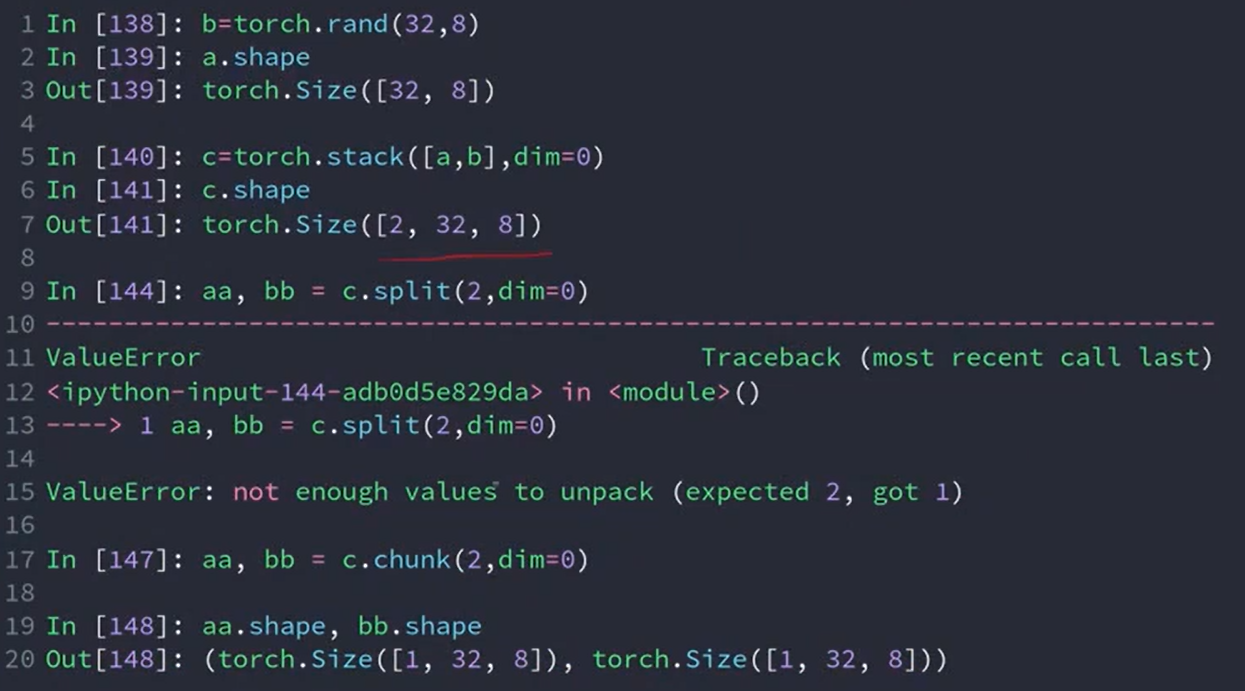 1 In [138]: b=torch.rand(32,8)
2 In [139]: a.shape
3 Out[139]: torch.Size([32, 8])
4
5 In [140]: c=torch.stack([a,b],dim=0)
6 In [141]: c.shape
7 Out[141]: torch.Size([2, 32, 8])
8
9 In [144]: aa, bb = c.split(2,dim=0)
10 ---------------------------------------------------------------------------
11 ValueError                                Traceback (most recent call last)
12 <ipython-input-144-adb0d5e829da> in <module>()
13 ----> 1 aa, bb = c.split(2,dim=0)
14
15 ValueError: not enough values to unpack (expected 2, got 1)
16
17 In [147]: aa, bb = c.chunk(2,dim=0)
18
19 In [148]: aa.shape, bb.shape
20 Out[148]: (torch.Size([1, 32, 8]), torch.Size([1, 32, 8]))